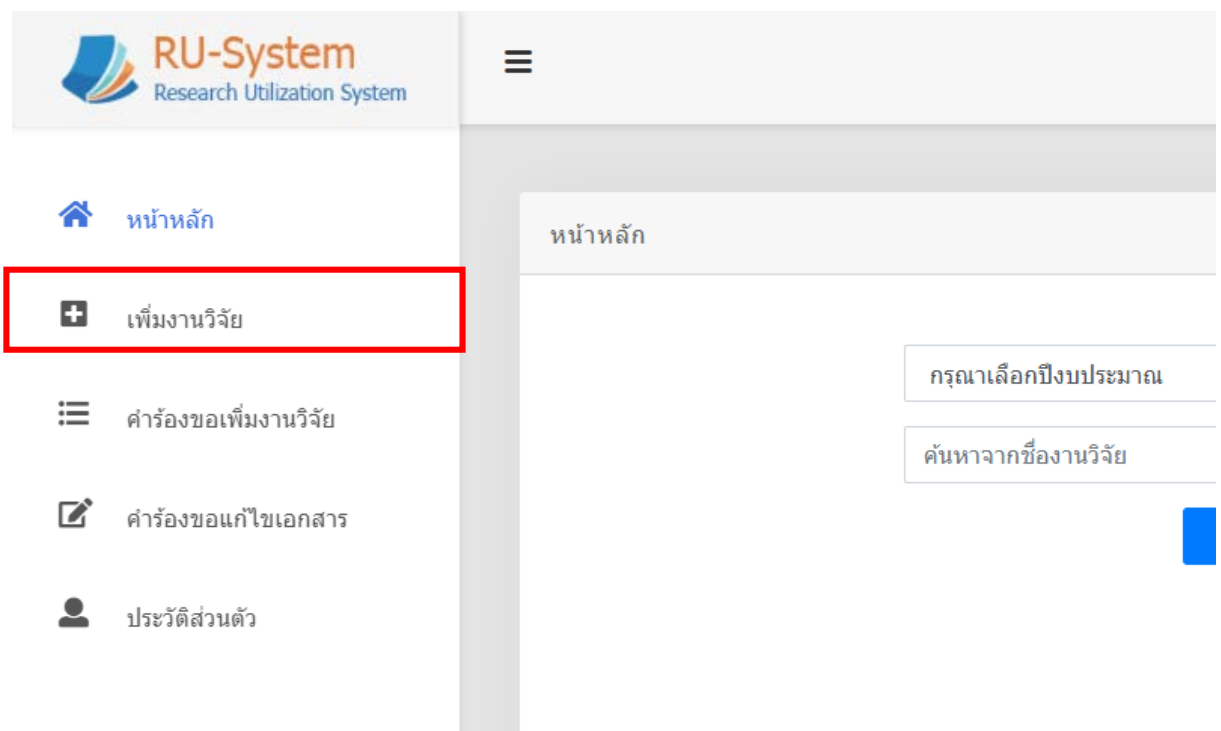 RU-System
Research Utilization System
หน้าหลัก
เพิ่มงานวิจัย
คำร้องขอเพิ่มงานวิจัย
คำร้องขอแก้ไขเอกสาร
ประวัติส่วนตัว
หน้าหลัก
กรุณาเลือกปีงบประมาณ
ค้นหาจากชื่องานวิจัย